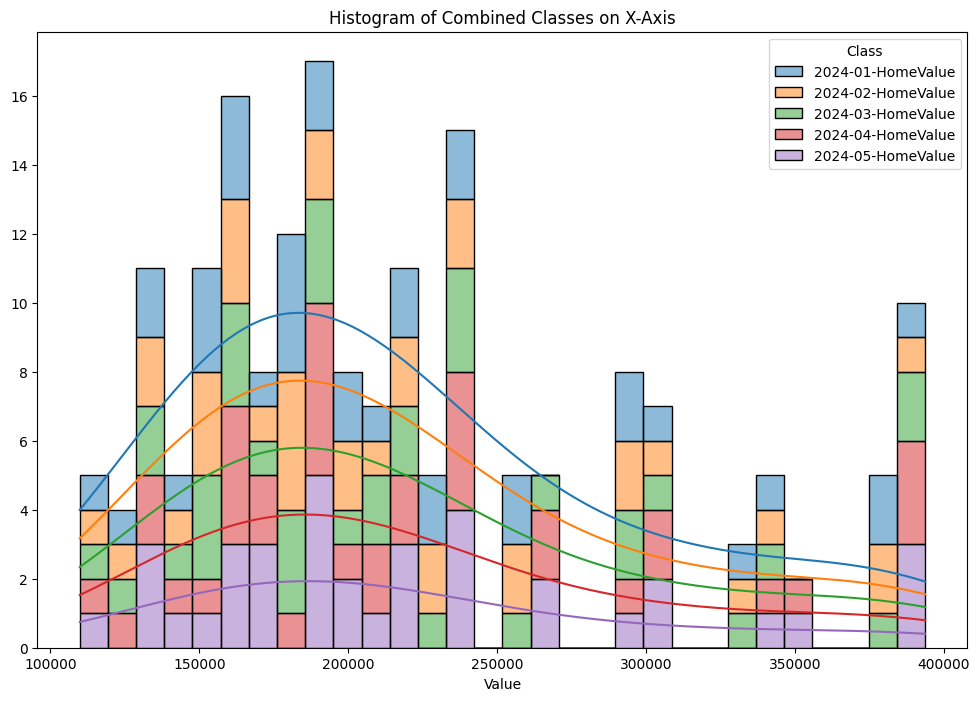 Histogram of Combined Classes on X-Axis
Class
2024-01-HomeValue
2024-02-HomeValue
2024-03-HomeValue
2024-04-HomeValue
2024-05-HomeValue
16
14
12
10
8
6
4
2
0
100000 150000 200000 250000 300000 350000 400000
Value